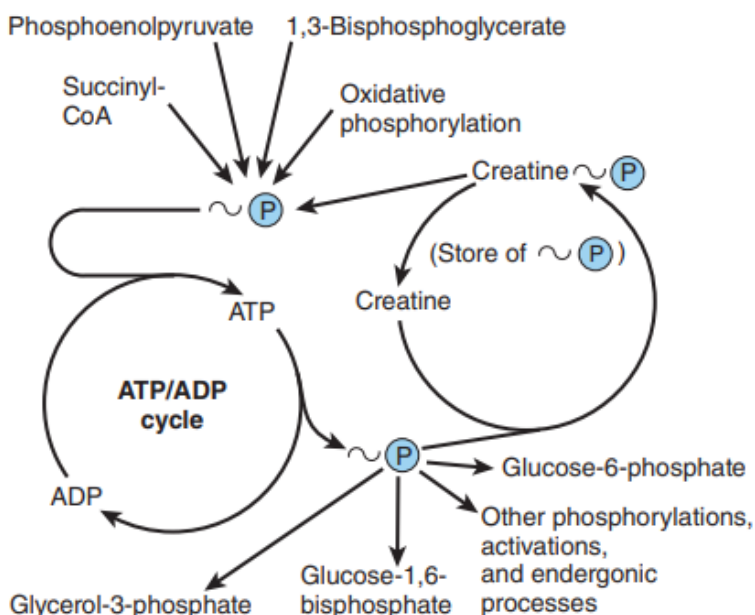 Phosphoenolpyruvate
1,3-Bisphosphoglycerate
Succinyl-
CoA
Oxidative
phosphorylation
Creatine ~ P
~ P
(Store of ~ P)
Creatine
ATP
ATP/ADP
cycle
~ P
Glucose-6-phosphate
ADP
Other phosphorylations,
activations,
and endergonic
processes
Glucose-1,6-
bisphosphate
Glycerol-3-phosphate